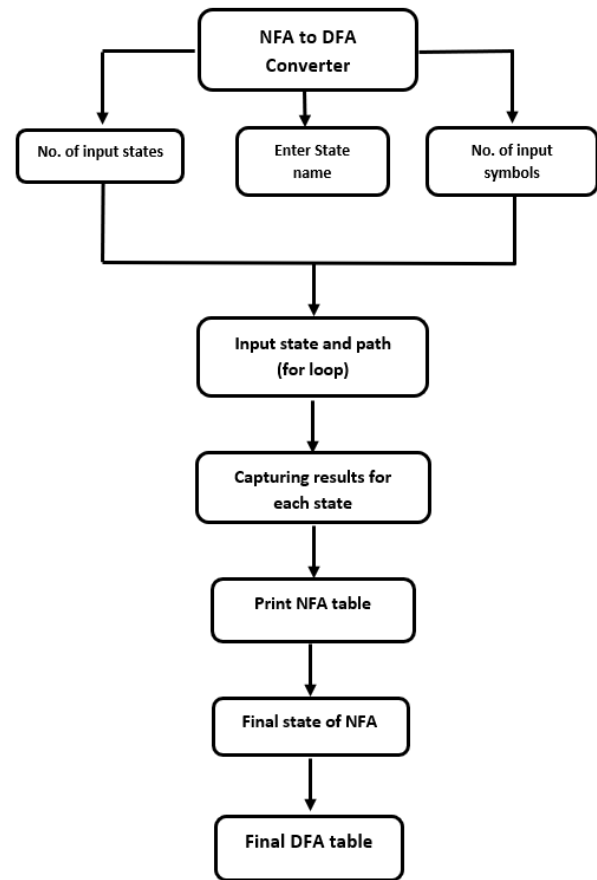 NFA to DFA
Converter
No. of input states
Enter State
name
No. of input
symbols
Input state and path
(for loop)
Capturing results for
each state
Print NFA table
Final state of NFA
Final DFA table